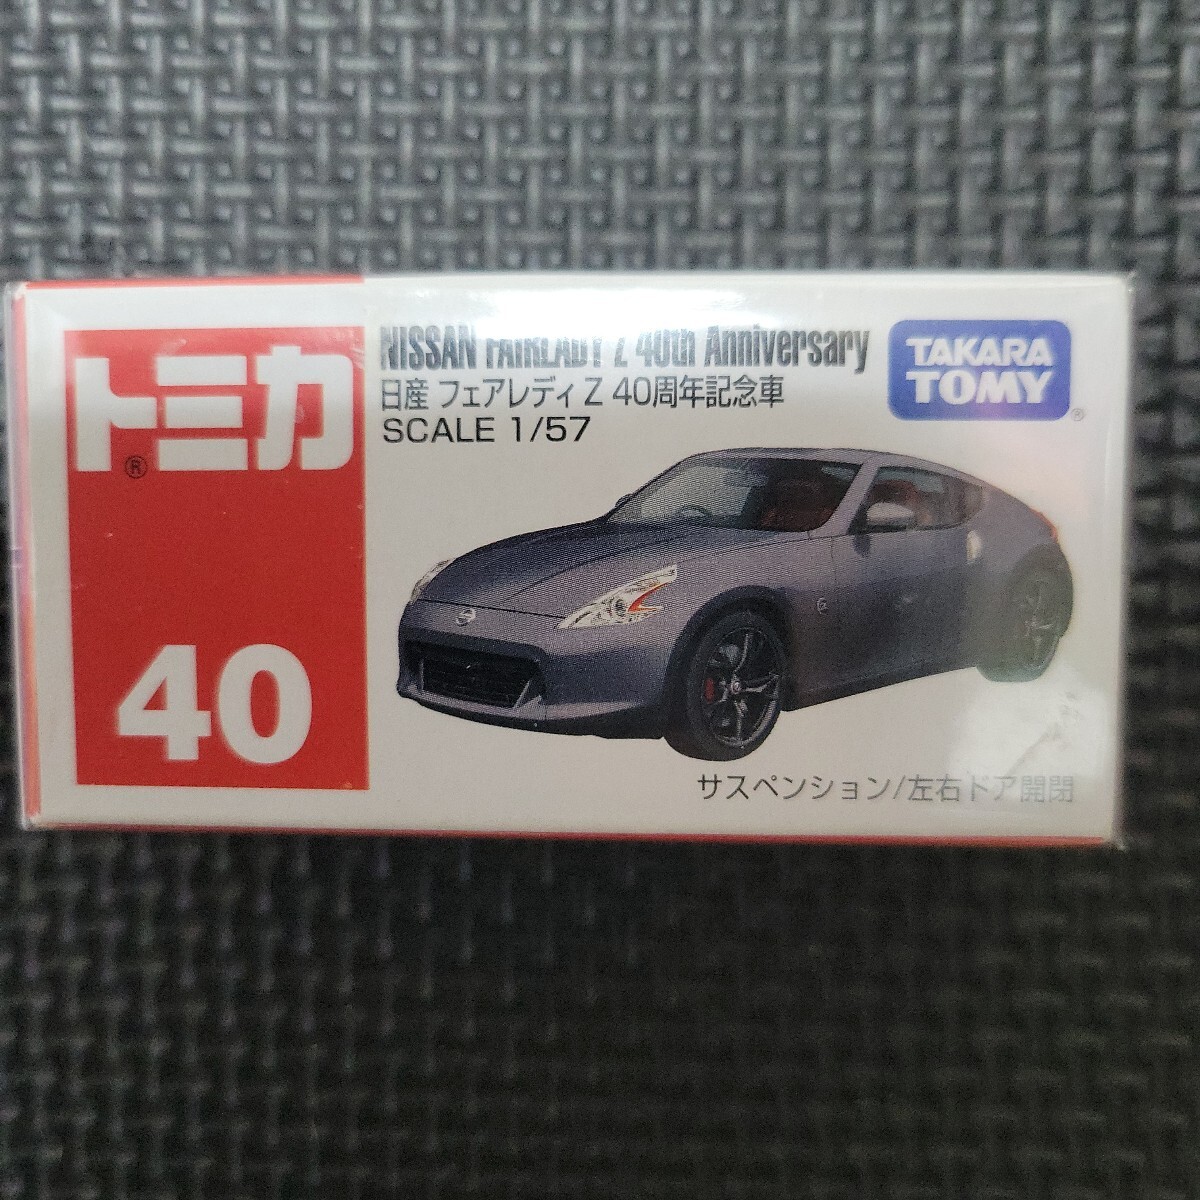 トミカ
®
40
NISSAN FAIRLADY Z 40th Anniversary
日産 フェアレディ Z 40周年記念車
SCALE 1/57
TAKARA
TOMY
®
サスペンション/左右ドア開閉